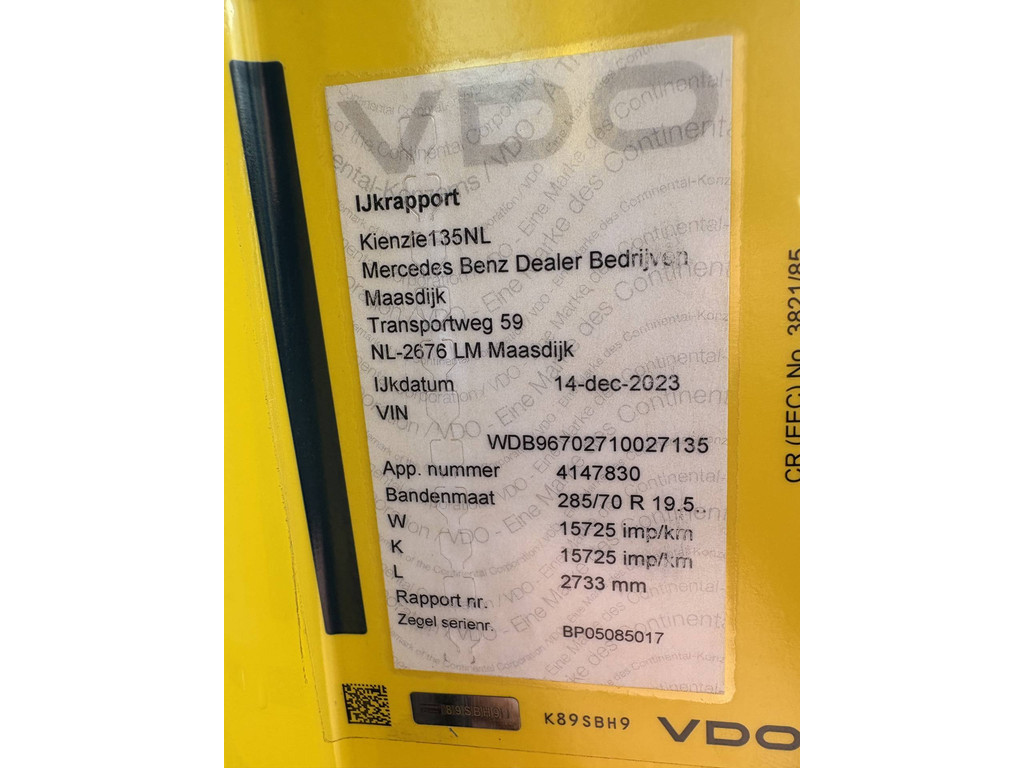 VDO
IJkrapport
Kienzie135NL
Mercedes Benz Dealer Bedrijven
Maasdijk
Transportweg 59
NL-2676 LM Maasdijk
IJkdatum 14-dec-2023
VIN
WDB96702710027135
App. nummer 4147830
Bandenmaat 285/70 R 19.5
W 15725 imp/km
K 15725 imp/km
L 2733 mm
Rapport nr.
Zegel serienr. BP05085017
K89SBH9 VDO
CR (EEC) No. 3821/85